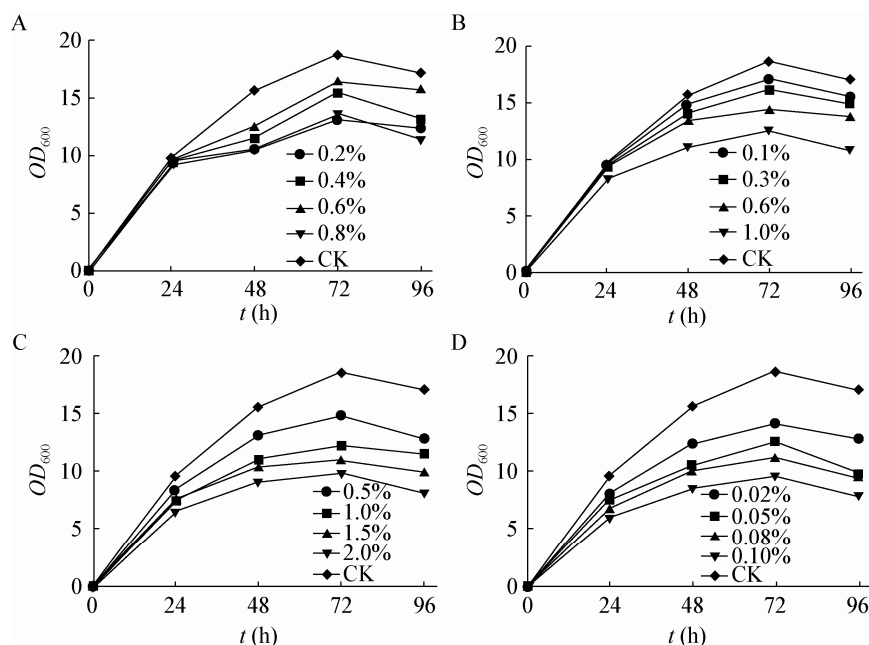 A
20
15
10
5
0
OD600
0.2%
0.4%
0.6%
0.8%
CK
0 24 48 72 96
t (h)
B
20
15
10
5
0
OD600
0.1%
0.3%
0.6%
1.0%
CK
0 24 48 72 96
t (h)
C
20
15
10
5
0
OD600
0.5%
1.0%
1.5%
2.0%
CK
0 24 48 72 96
t (h)
D
20
15
10
5
0
OD600
0.02%
0.05%
0.08%
0.10%
CK
0 24 48 72 96
t (h)